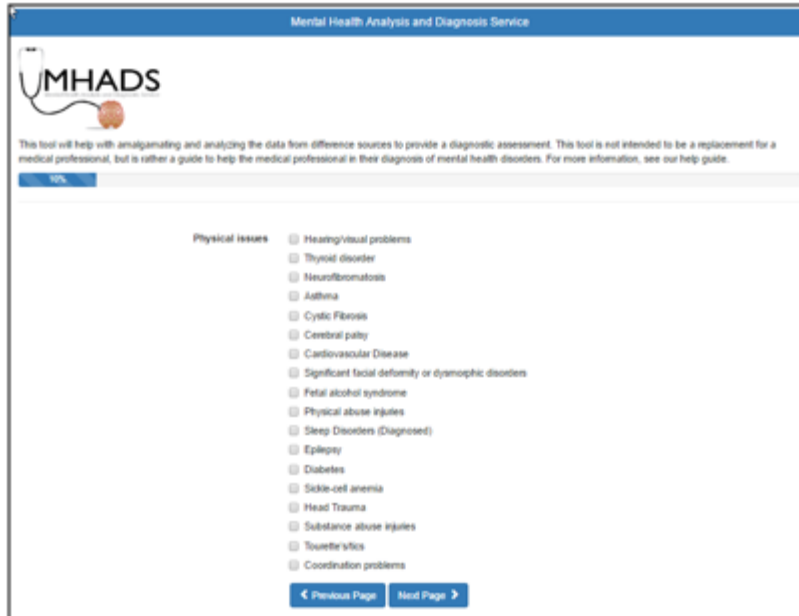 Mental Health Analysis and Diagnosis Service
MHADS
This tool will help with amalgamating and analyzing the data from difference sources to provide a diagnostic assessment. This tool is not intended to be a replacement for a
medical professional, but is rather a guide to help the medical professional in their diagnosis of mental health disorders. For more information, see our help guide.
10%
Physical issues
Hearing/visual problems
Thyroid disorder
Neurofibromatosis
Asthma
Cystic Fibrosis
Cerebral palsy
Cardiovascular Disease
Significant facial deformity or dysmorphic disorders
Fetal alcohol syndrome
Physical abuse injuries
Sleep Disorders (Diagnosed)
Epilepsy
Diabetes
Sickle-cell anemia
Head Trauma
Substance abuse injuries
Tourette's/tics
Coordination problems
Previous Page Next Page